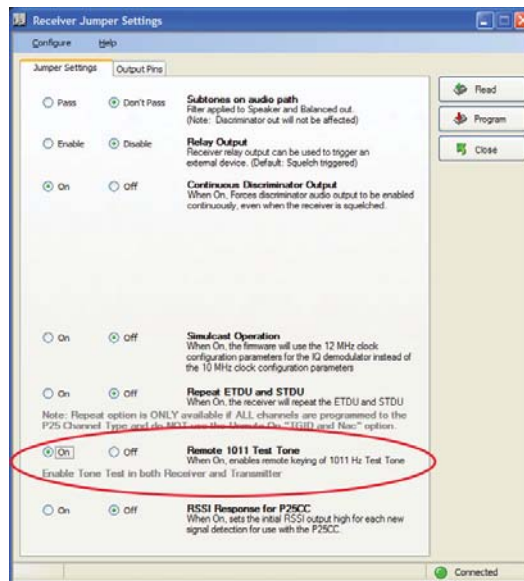 Receiver Jumper Settings
Configure Help
Jumper Settings Output Pins
Read
Program
Close
Pass Don't Pass Subtones on audio path
Filter applied to Speaker and Balanced out.
(Note: Discriminator out will not be affected)
Enable Disable Relay Output
Receiver relay output can be used to trigger an
external device. (Default: Squelch triggered)
On Off Continuous Discriminator Output
When On, Forces discriminator audio output to be enabled
continuously, even when the receiver is squelched.
On Off Simulcast Operation
When On, the firmware will use the 12 MHz clock
configuration parameters for the IQ demodulator instead of
the 10 MHz clock configuration parameters
On Off Repeat ETDU and STDU
When On, the receiver will repeat the ETDU and STDU
Note: Repeat option is ONLY available if ALL channels are programmed to the
P25 Channel Type and do NOT use the Unmute On "TGID and Nac" option.
On Off Remote 1011 Test Tone
When On, enables remote keying of 1011 Hz Test Tone
Enable Tone Test in both Receiver and Transmitter
On Off RSSI Response for P25CC
When On, sets the initial RSSI output high for each new
signal detection for use with the P25CC.
Connected